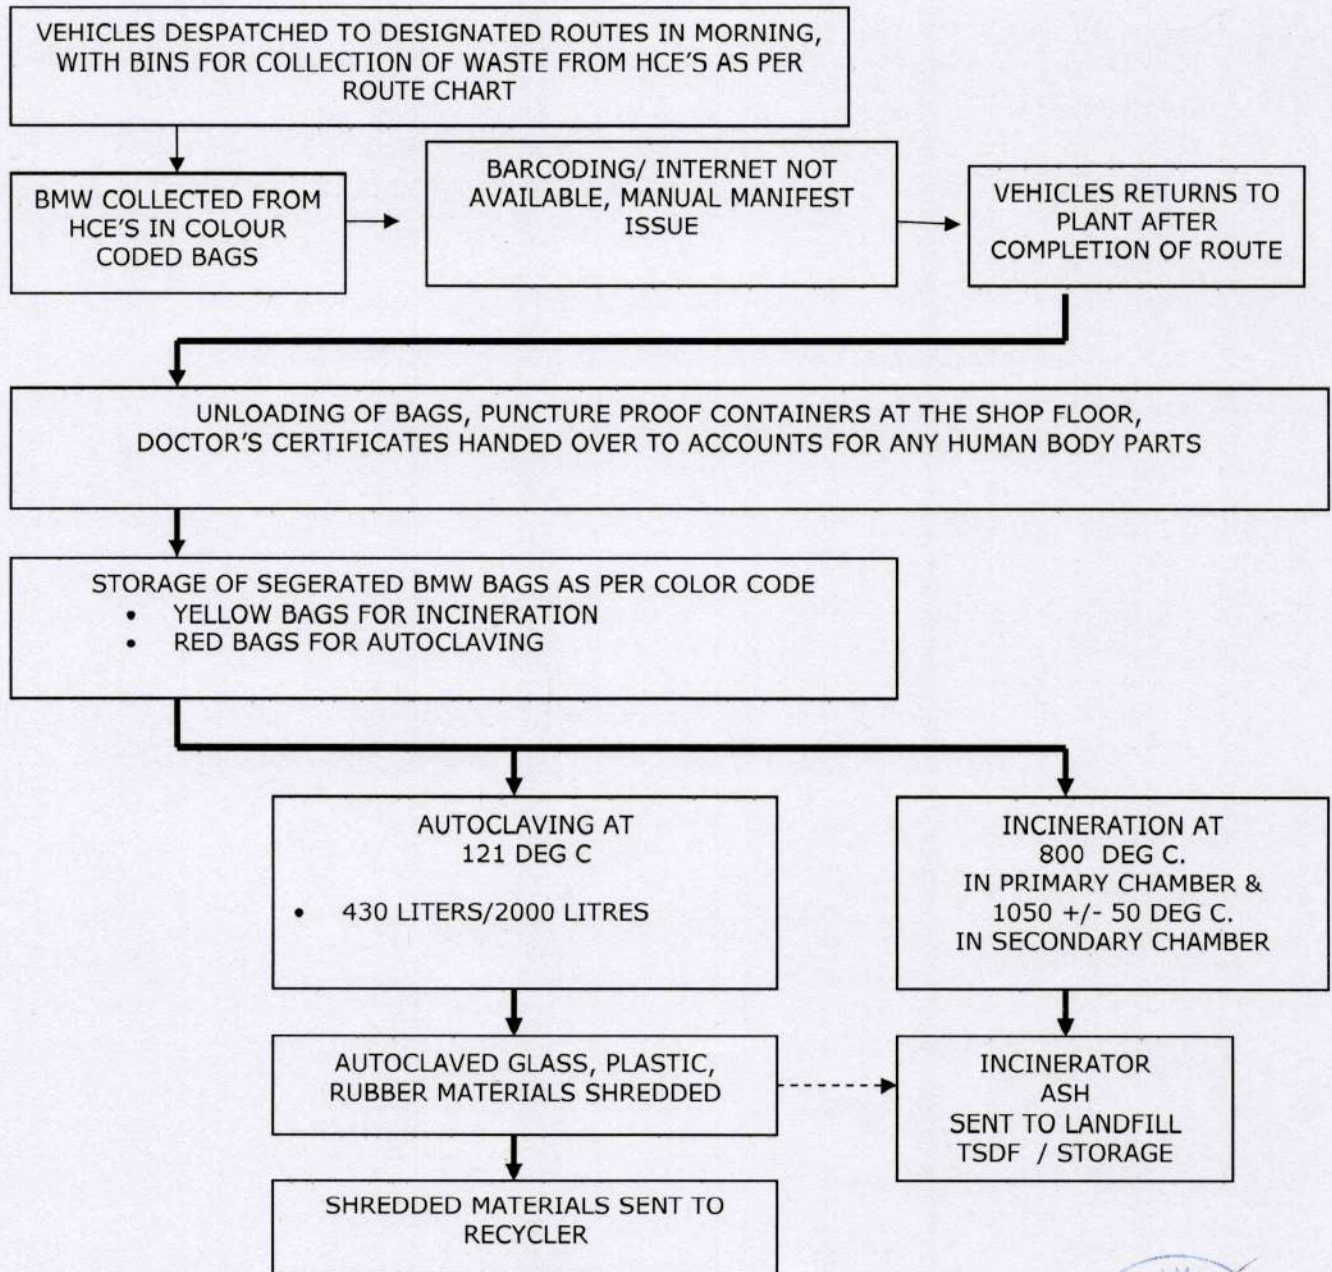 VEHICLES DESPATCHED TO DESIGNATED ROUTES IN MORNING,
WITH BINS FOR COLLECTION OF WASTE FROM HCE'S AS PER
ROUTE CHART
BMW COLLECTED FROM
HCE'S IN COLOUR
CODED BAGS
BARCODING/ INTERNET NOT
AVAILABLE, MANUAL MANIFEST
ISSUE
VEHICLES RETURNS TO
PLANT AFTER
COMPLETION OF ROUTE
UNLOADING OF BAGS, PUNCTURE PROOF CONTAINERS AT THE SHOP FLOOR,
DOCTOR'S CERTIFICATES HANDED OVER TO ACCOUNTS FOR ANY HUMAN BODY PARTS
STORAGE OF SEGERATED BMW BAGS AS PER COLOR CODE
• YELLOW BAGS FOR INCINERATION
• RED BAGS FOR AUTOCLAVING
AUTOCLAVING AT
121 DEG C
• 430 LITERS/2000 LITRES
INCINERATION AT
800 DEG C.
IN PRIMARY CHAMBER &
1050 +/- 50 DEG C.
IN SECONDARY CHAMBER
AUTOCLAVED GLASS, PLASTIC,
RUBBER MATERIALS SHREDDED
INCINERATOR
ASH
SENT TO LANDFILL
TSDF / STORAGE
SHREDDED MATERIALS SENT TO
RECYCLER